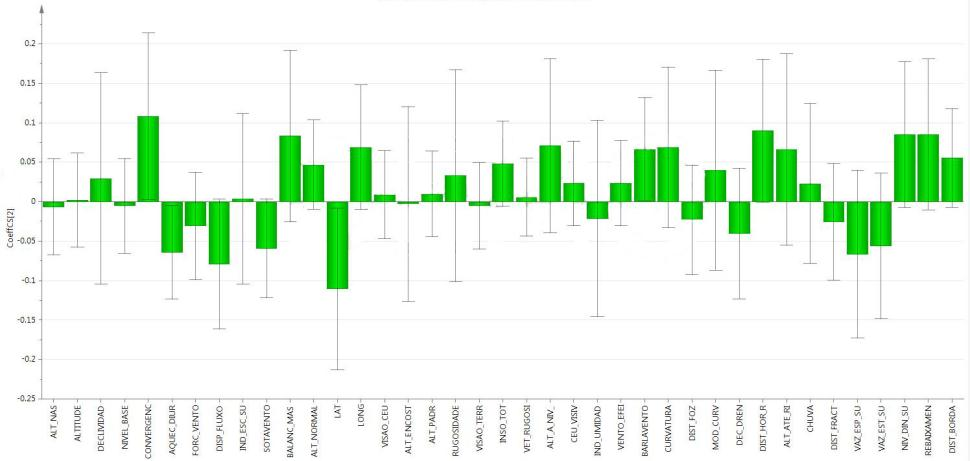 0.2
0.15
0.1
0.05
0
-0.05
-0.1
-0.15
-0.2
-0.25
CoeffCS[2]
ALT_NAS
ALTITUDE
DECLIVIDAD
NIVEL_BASE
CONVERGENC
AQUEC_DIUR
FORC_VENTO
DISP_FLUXO
IND_ESC_SU
SOTAVENTO
BALANC_MAS
ALT_NORMAL
LAT
LONG
VISAO_CEU
ALT_ENCOST
ALT_PADR
RUGOSIDADE
VISAO_TERR
INSO_TOT
VET_RUGOSI
ALT_A_NIV_
CEU_VISIV
IND_UMIDAD
VENTO_EFEI
BARLAVENTO
CURVATURA
DIST_FOZ
MOD_CURV
DEC_DREN
DIST_HOR_R
ALT_ATE_RI
CHUVA
DIST_FRACT
VAZ_ESP_SU
VAZ_EST_SU
NIV_DIN_SU
REBAIXAMEN
DIST_BORDA